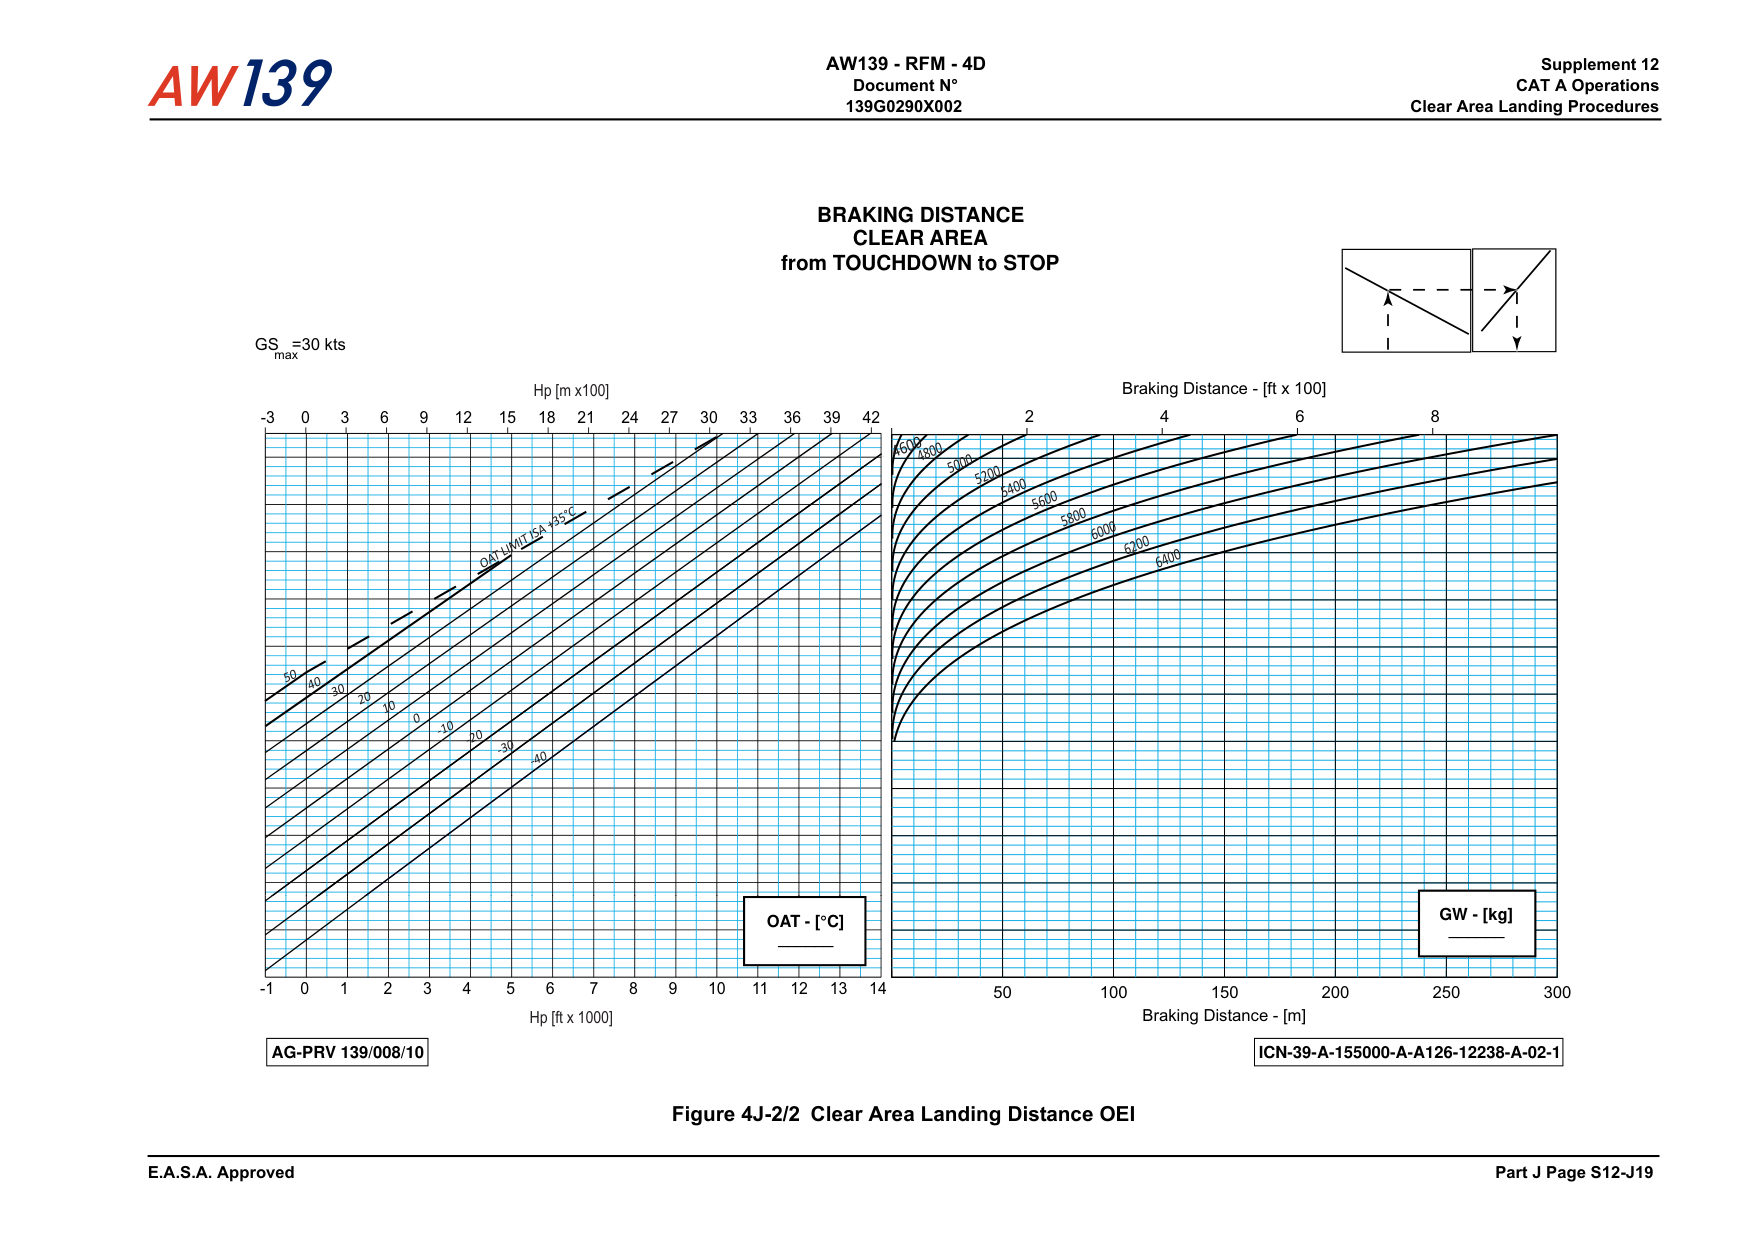 AW139
AW139 - RFM - 4D
Document N°
139G0290X002
Supplement 12
CAT A Operations
Clear Area Landing Procedures
BRAKING DISTANCE
CLEAR AREA
from TOUCHDOWN to STOP
GSmax=30 kts
Hp [m x100]
-3 0 3 6 9 12 15 18 21 24 27 30 33 36 39 42
Braking Distance - [ft x 100]
2 4 6 8
4600
4800
5000
5200
5400
5600
5800
6000
6200
6400
OAT LIMIT ISA +35°C
50
40
30
20
10
0
-10
-20
-30
-40
OAT - [°C]
GW - [kg]
-1 0 1 2 3 4 5 6 7 8 9 10 11 12 13 14
Hp [ft x 1000]
50 100 150 200 250 300
Braking Distance - [m]
AG-PRV 139/008/10
ICN-39-A-155000-A-A126-12238-A-02-1
Figure 4J-2/2 Clear Area Landing Distance OEI
E.A.S.A. Approved
Part J Page S12-J19